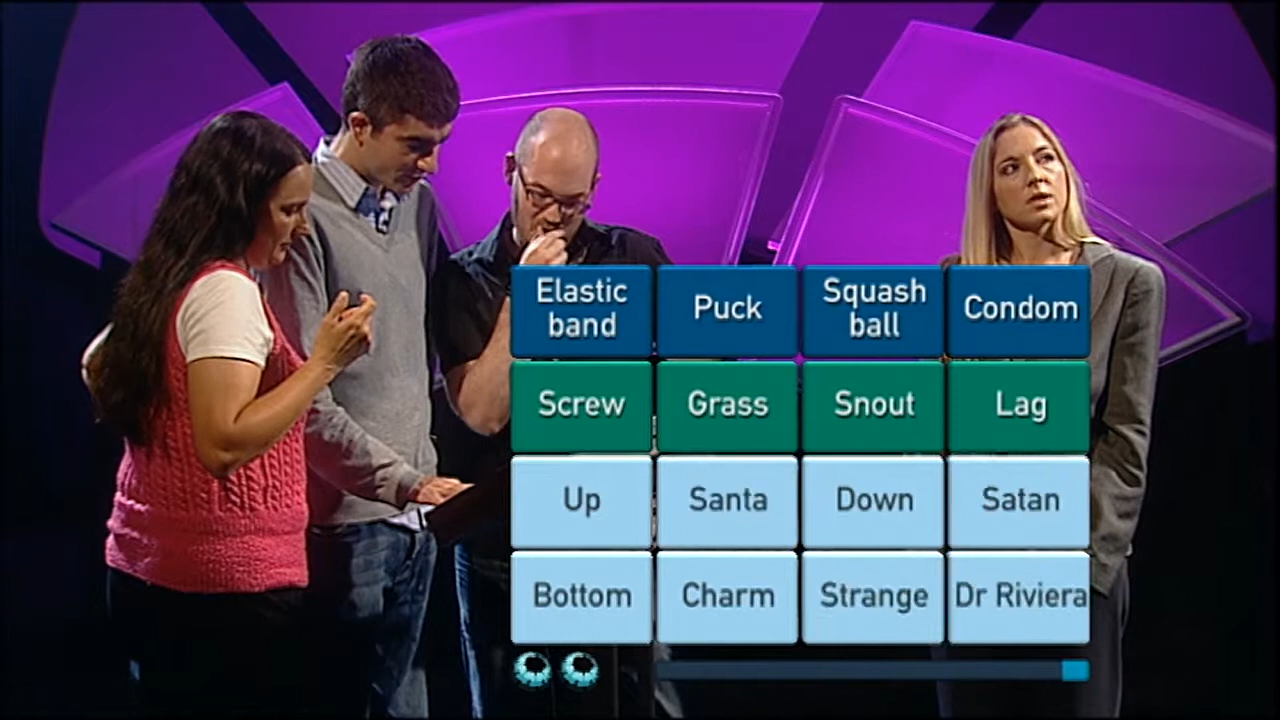 Elastic
band
Puck
Squash
ball
Condom
Screw
Grass
Snout
Lag
Up
Santa
Down
Satan
Bottom
Charm
Strange
Dr Riviera